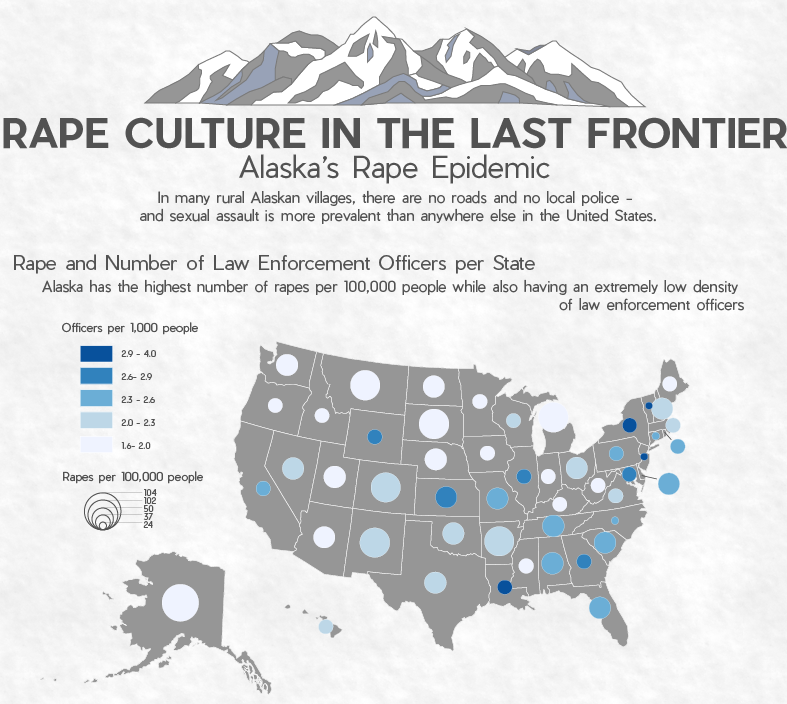 RAPE CULTURE IN THE LAST FRONTIER
Alaska's Rape Epidemic
In many rural Alaskan villages, there are no roads and no local police -
and sexual assault is more prevalent than anywhere else in the United States.
Rape and Number of Law Enforcement Officers per State
Alaska has the highest number of rapes per 100,000 people while also having an extremely low density
of law enforcement officers
Officers per 1,000 people
2.9 - 4.0
2.6- 2.9
2.3 - 2.6
2.0 - 2.3
1.6- 2.0
Rapes per 100,000 people
104
102
50
37
24